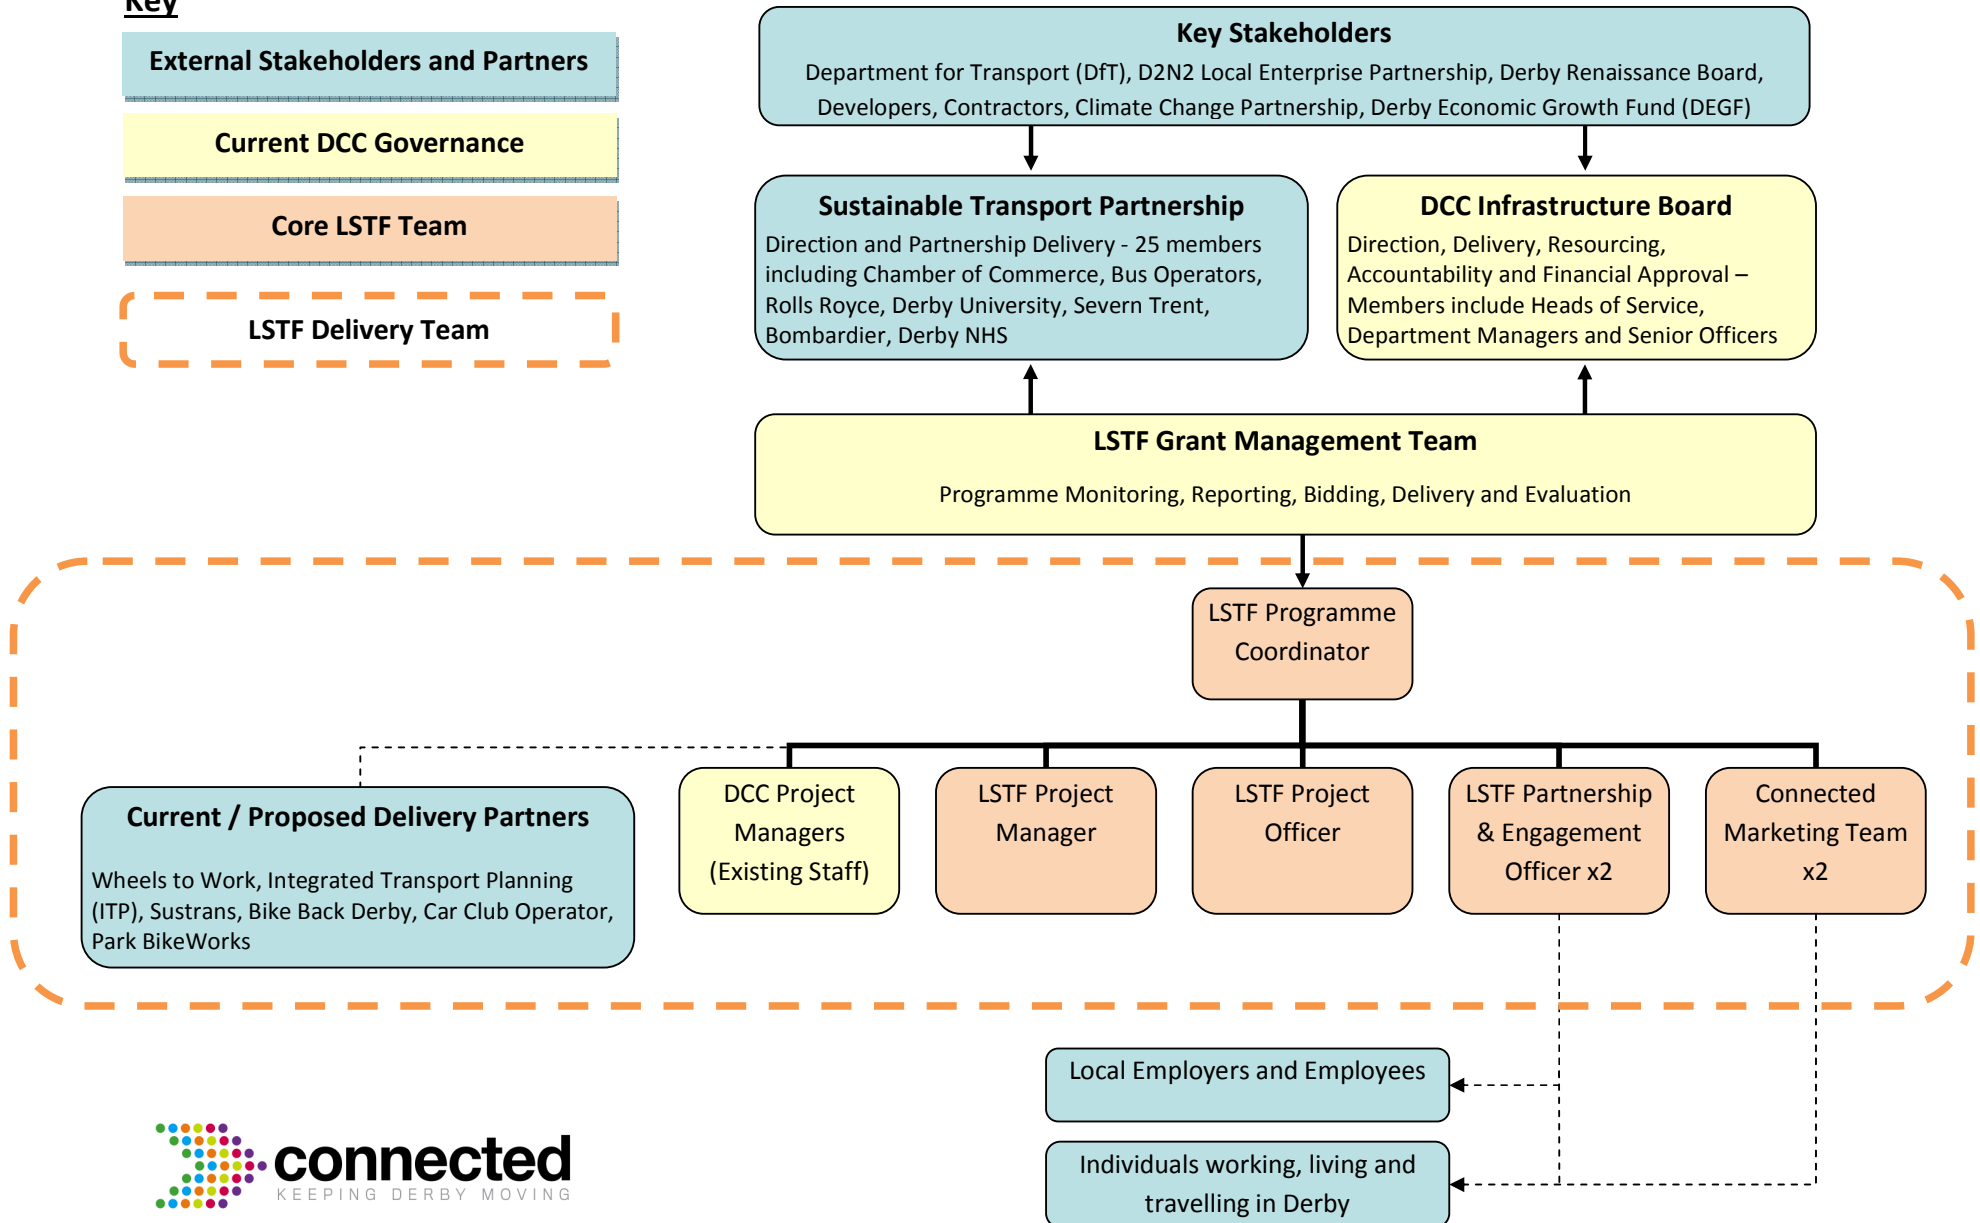 Key
External Stakeholders and Partners
Current DCC Governance
Core LSTF Team
LSTF Delivery Team
Key Stakeholders
Department for Transport (DfT), D2N2 Local Enterprise Partnership, Derby Renaissance Board,
Developers, Contractors, Climate Change Partnership, Derby Economic Growth Fund (DEGF)
Sustainable Transport Partnership
Direction and Partnership Delivery - 25 members
including Chamber of Commerce, Bus Operators,
Rolls Royce, Derby University, Severn Trent,
Bombardier, Derby NHS
DCC Infrastructure Board
Direction, Delivery, Resourcing,
Accountability and Financial Approval –
Members include Heads of Service,
Department Managers and Senior Officers
LSTF Grant Management Team
Programme Monitoring, Reporting, Bidding, Delivery and Evaluation
LSTF Programme
Coordinator
Current / Proposed Delivery Partners
Wheels to Work, Integrated Transport Planning
(ITP), Sustrans, Bike Back Derby, Car Club Operator,
Park BikeWorks
DCC Project
Managers
(Existing Staff)
LSTF Project
Manager
LSTF Project
Officer
LSTF Partnership
& Engagement
Officer x2
Connected
Marketing Team
x2
Local Employers and Employees
Individuals working, living and
travelling in Derby
connected
KEEPING DERBY MOVING